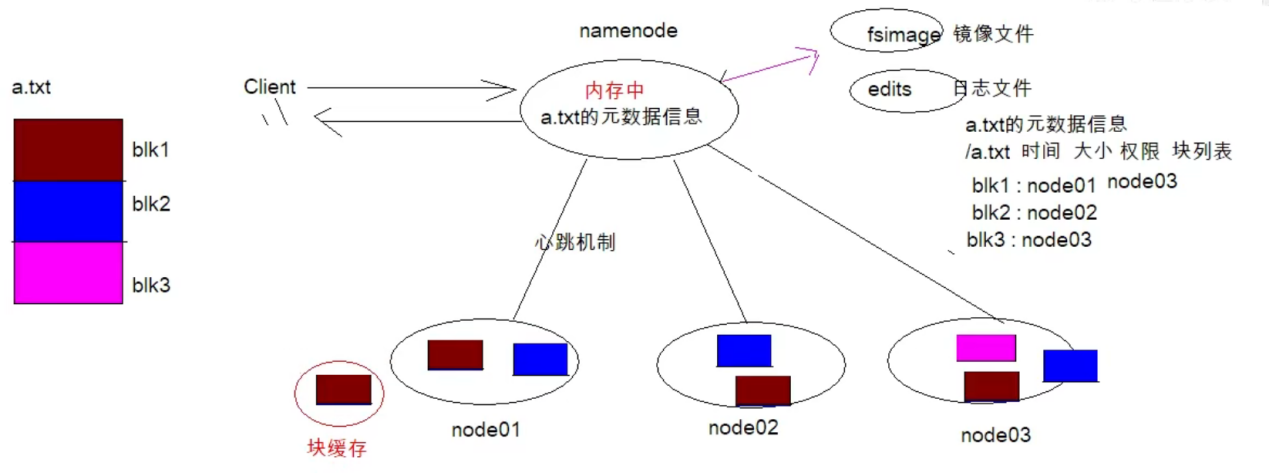 namenode
fsimage 镜像文件
a.txt
Client
内存中
a.txt的元数据信息
edits 日志文件
a.txt的元数据信息
/a.txt 时间 大小 权限 块列表
blk1 : node01 node03
blk2 : node02
blk3 : node03
blk1
blk2
blk3
心跳机制
块缓存
node01
node02
node03